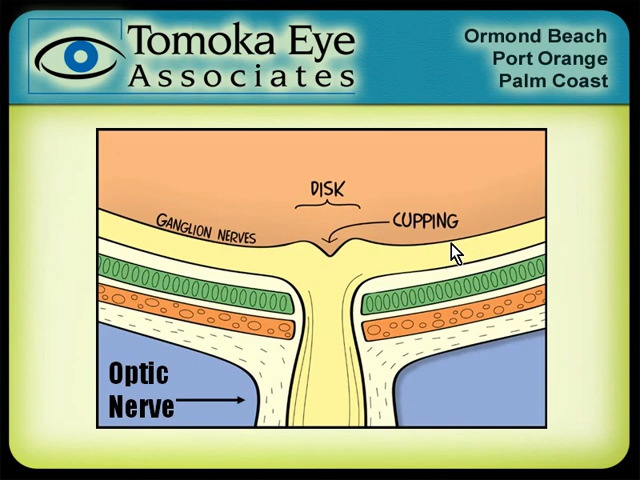 Tomoka Eye
Associates
Ormond Beach
Port Orange
Palm Coast
DISK
GANGLION NERVES
CUPPING
Optic
Nerve